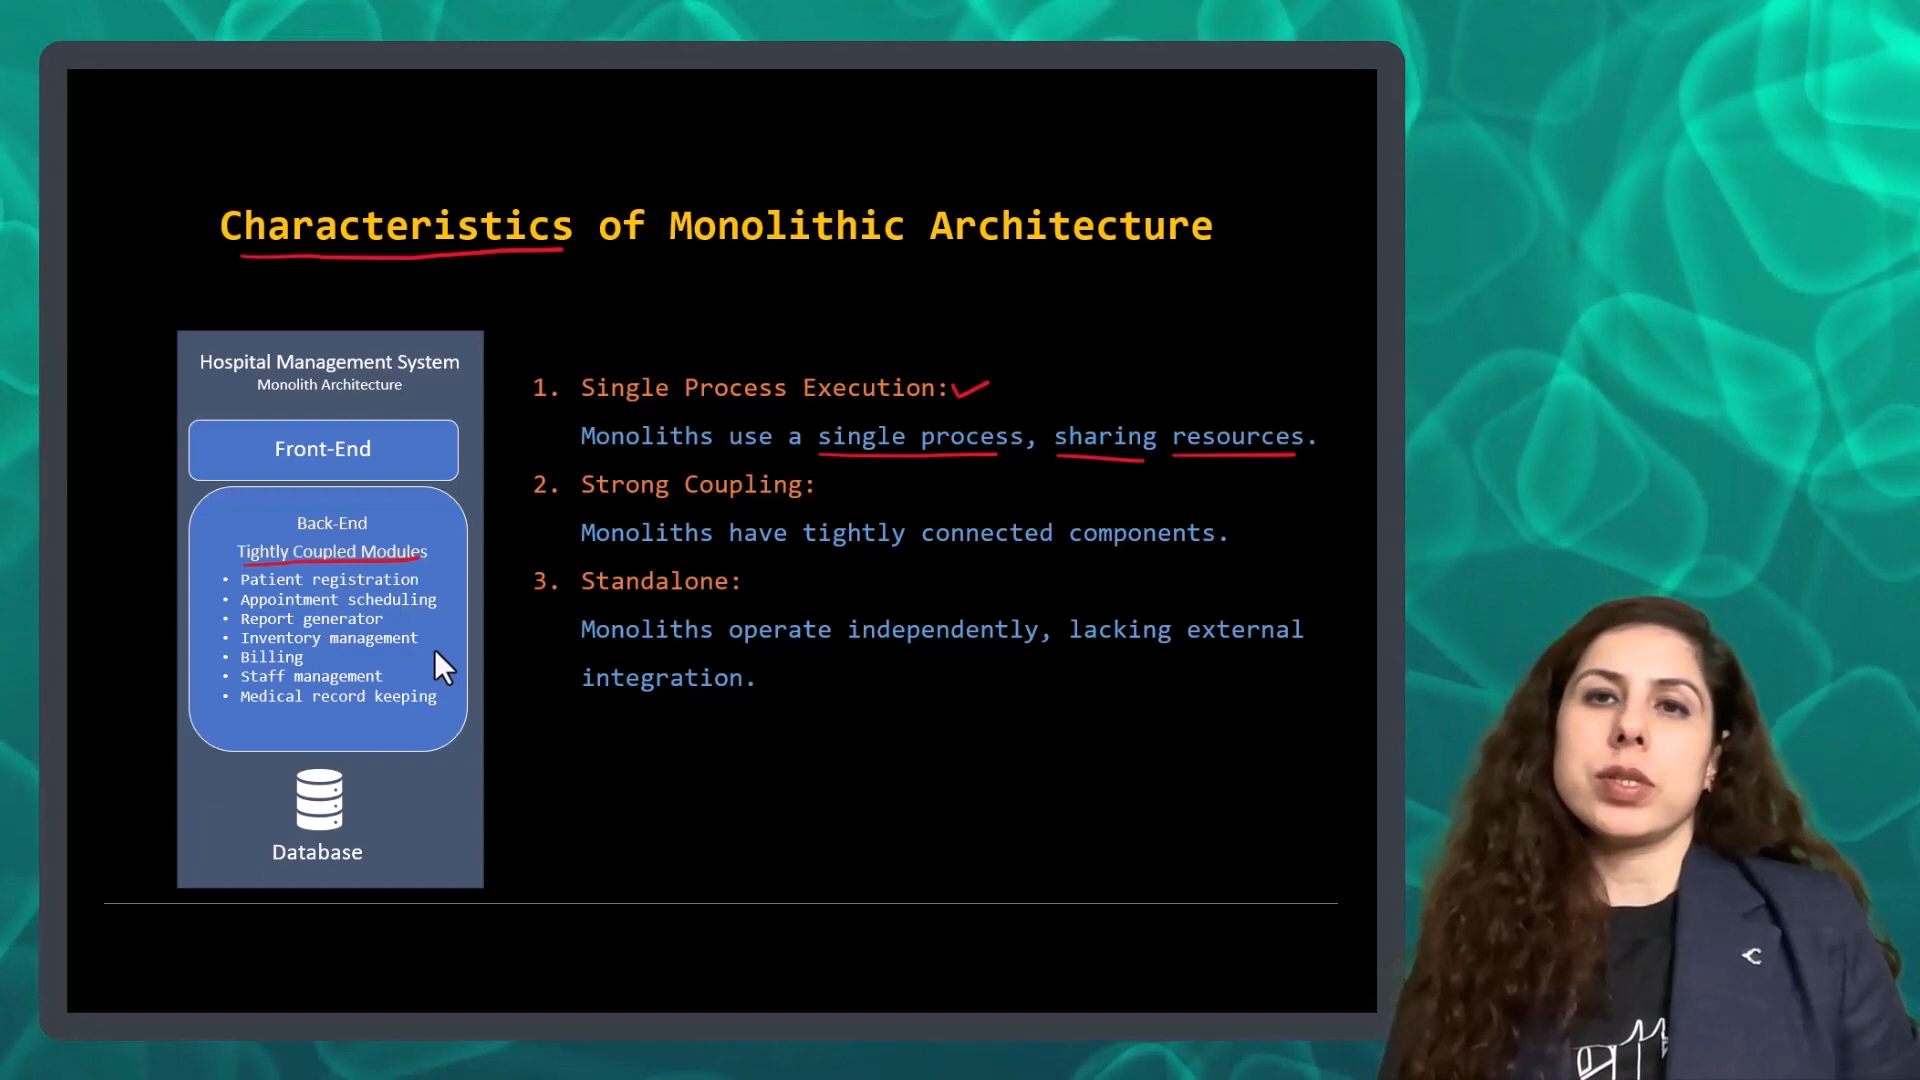 Characteristics of Monolithic Architecture
Hospital Management System
Monolith Architecture
Front-End
Back-End
Tightly Coupled Modules
• Patient registration
• Appointment scheduling
• Report generator
• Inventory management
• Billing
• Staff management
• Medical record keeping
Database
1. Single Process Execution:
Monoliths use a single process, sharing resources.
2. Strong Coupling:
Monoliths have tightly connected components.
3. Standalone:
Monoliths operate independently, lacking external
integration.